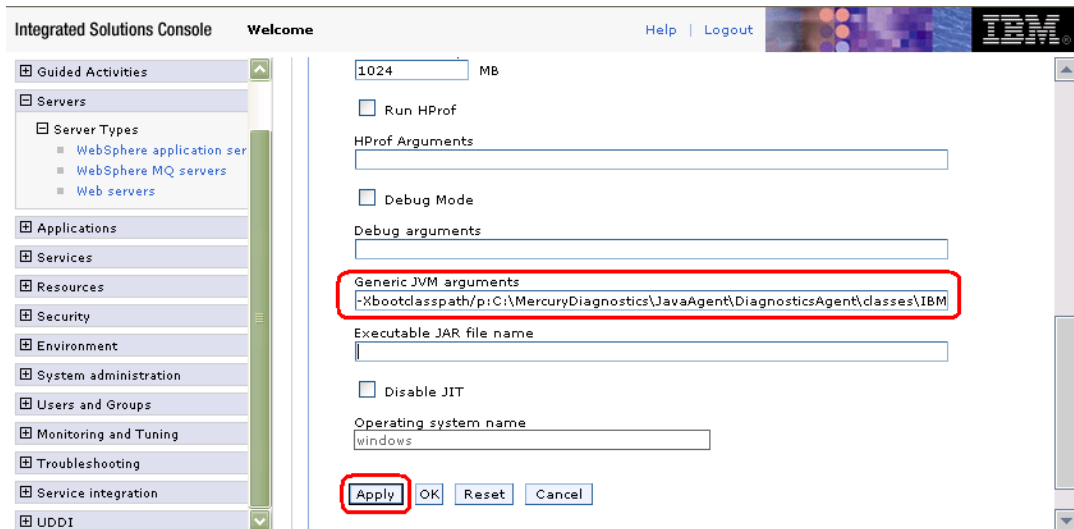 Integrated Solutions Console Welcome Help | Logout IBM®
Guided Activities
Servers
Server Types
WebSphere application ser
WebSphere MQ servers
Web servers
Applications
Services
Resources
Security
Environment
System administration
Users and Groups
Monitoring and Tuning
Troubleshooting
Service integration
UDDI
1024 MB
Run HProf
HProf Arguments
Debug Mode
Debug arguments
Generic JVM arguments
-Xbootclasspath/p:C:\MercuryDiagnostics\JavaAgent\DiagnosticsAgent\classes\IBM
Executable JAR file name
Disable JIT
Operating system name
windows
Apply OK Reset Cancel